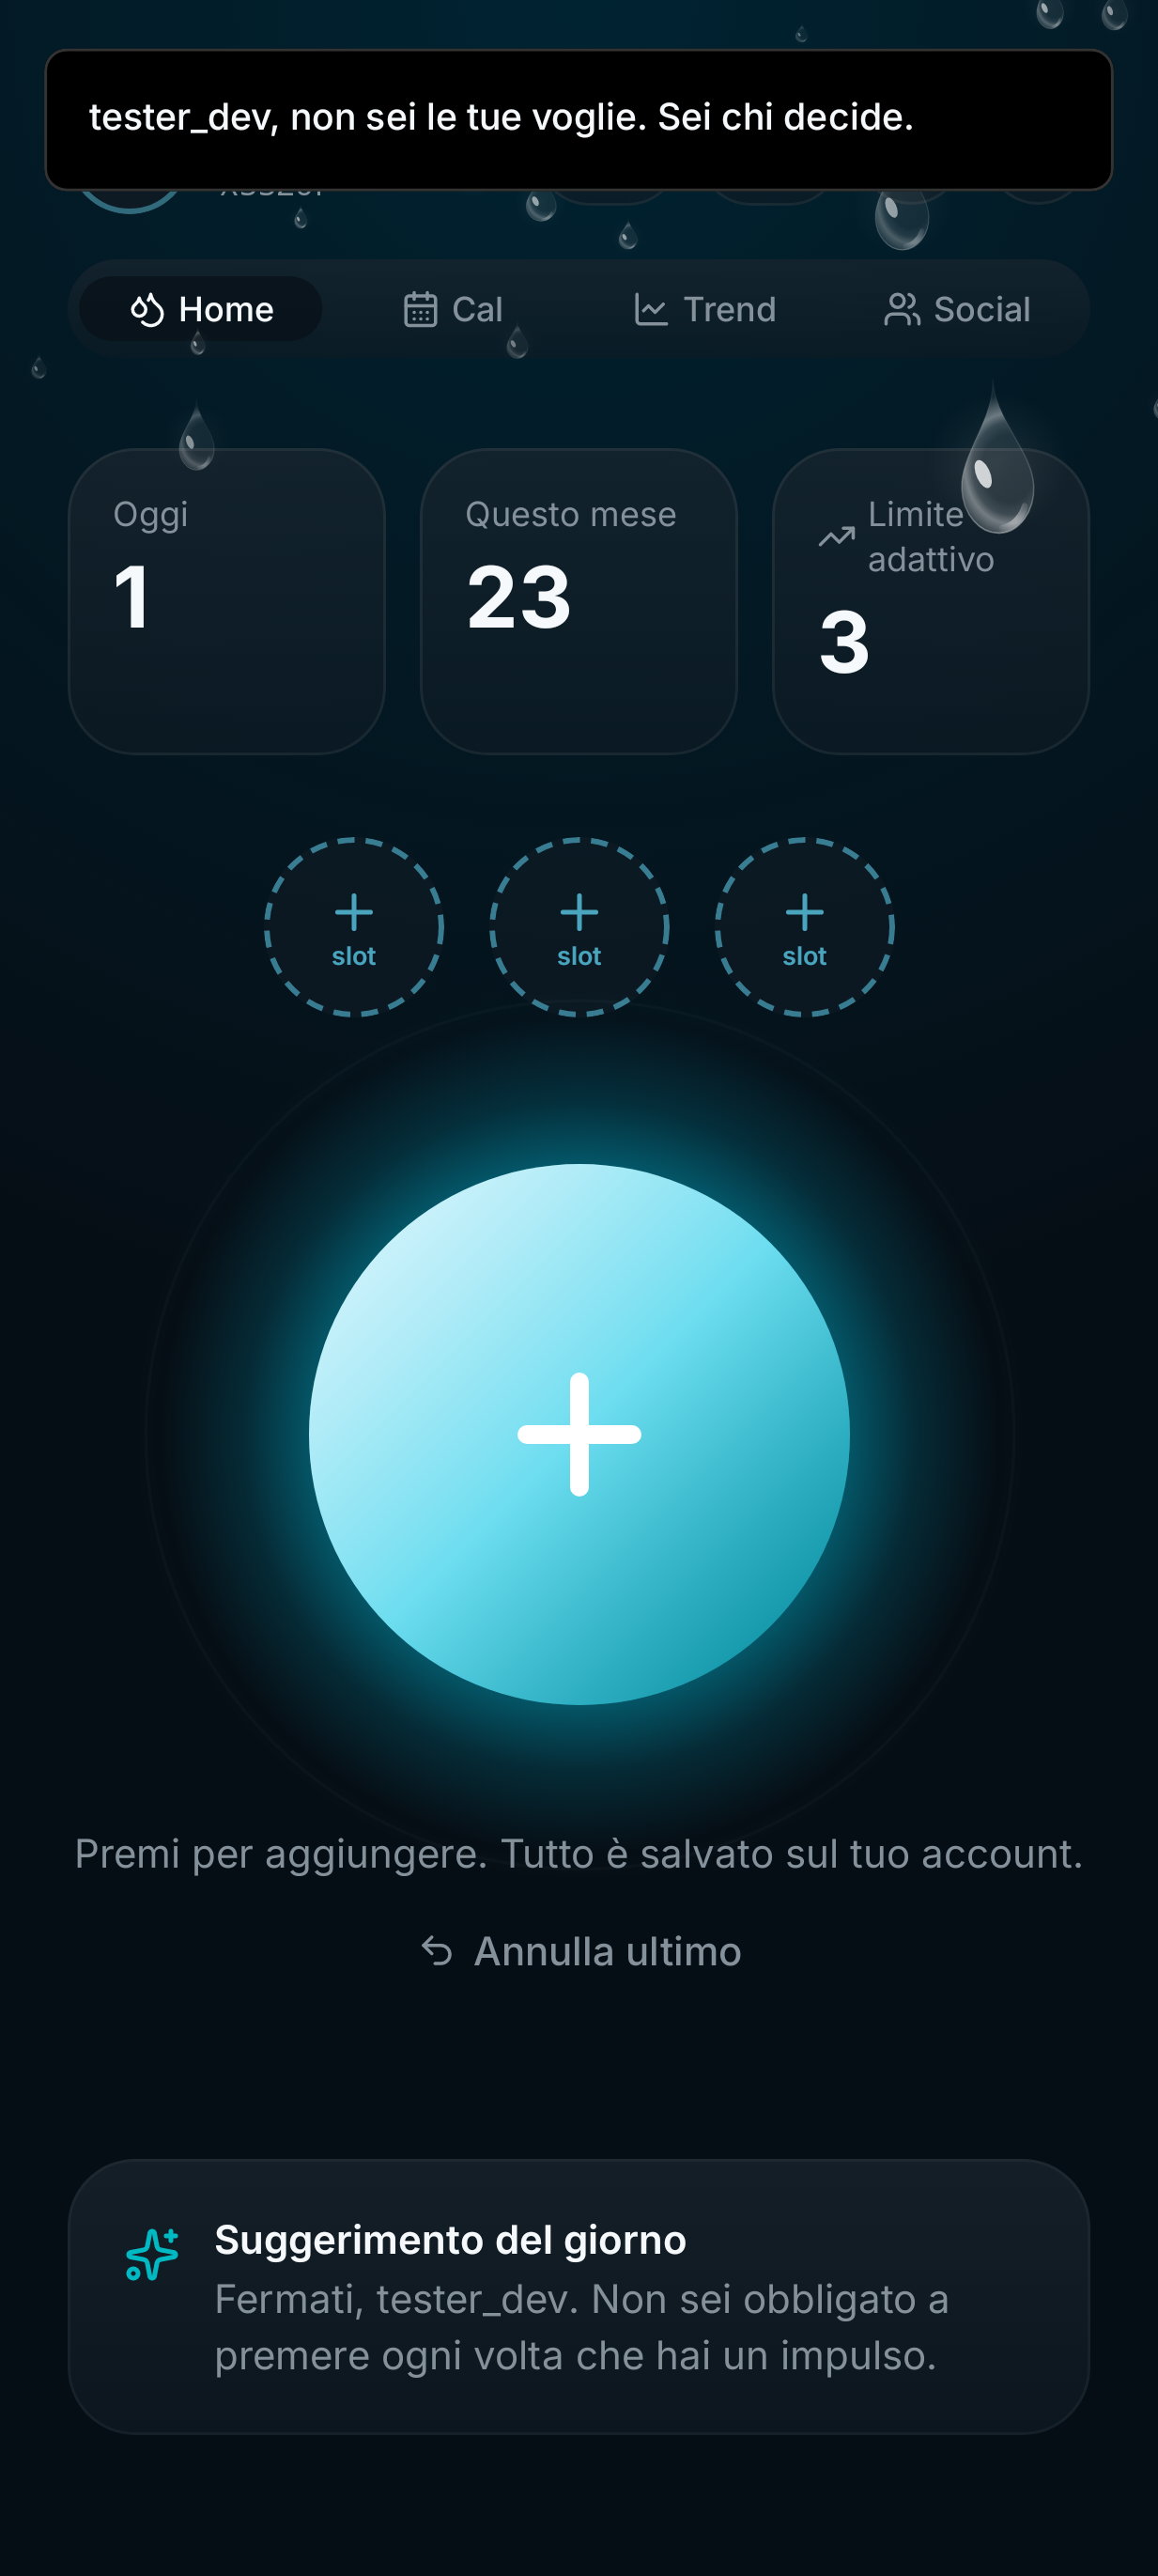 tester_dev, non sei le tue voglie. Sei chi decide.
Home
Cal
Trend
Social
Oggi
1
Questo mese
23
Limite
adattivo
3
slot
slot
slot
Premi per aggiungere. Tutto è salvato sul tuo account.
Annulla ultimo
Suggerimento del giorno
Fermati, tester_dev. Non sei obbligato a
premere ogni volta che hai un impulso.